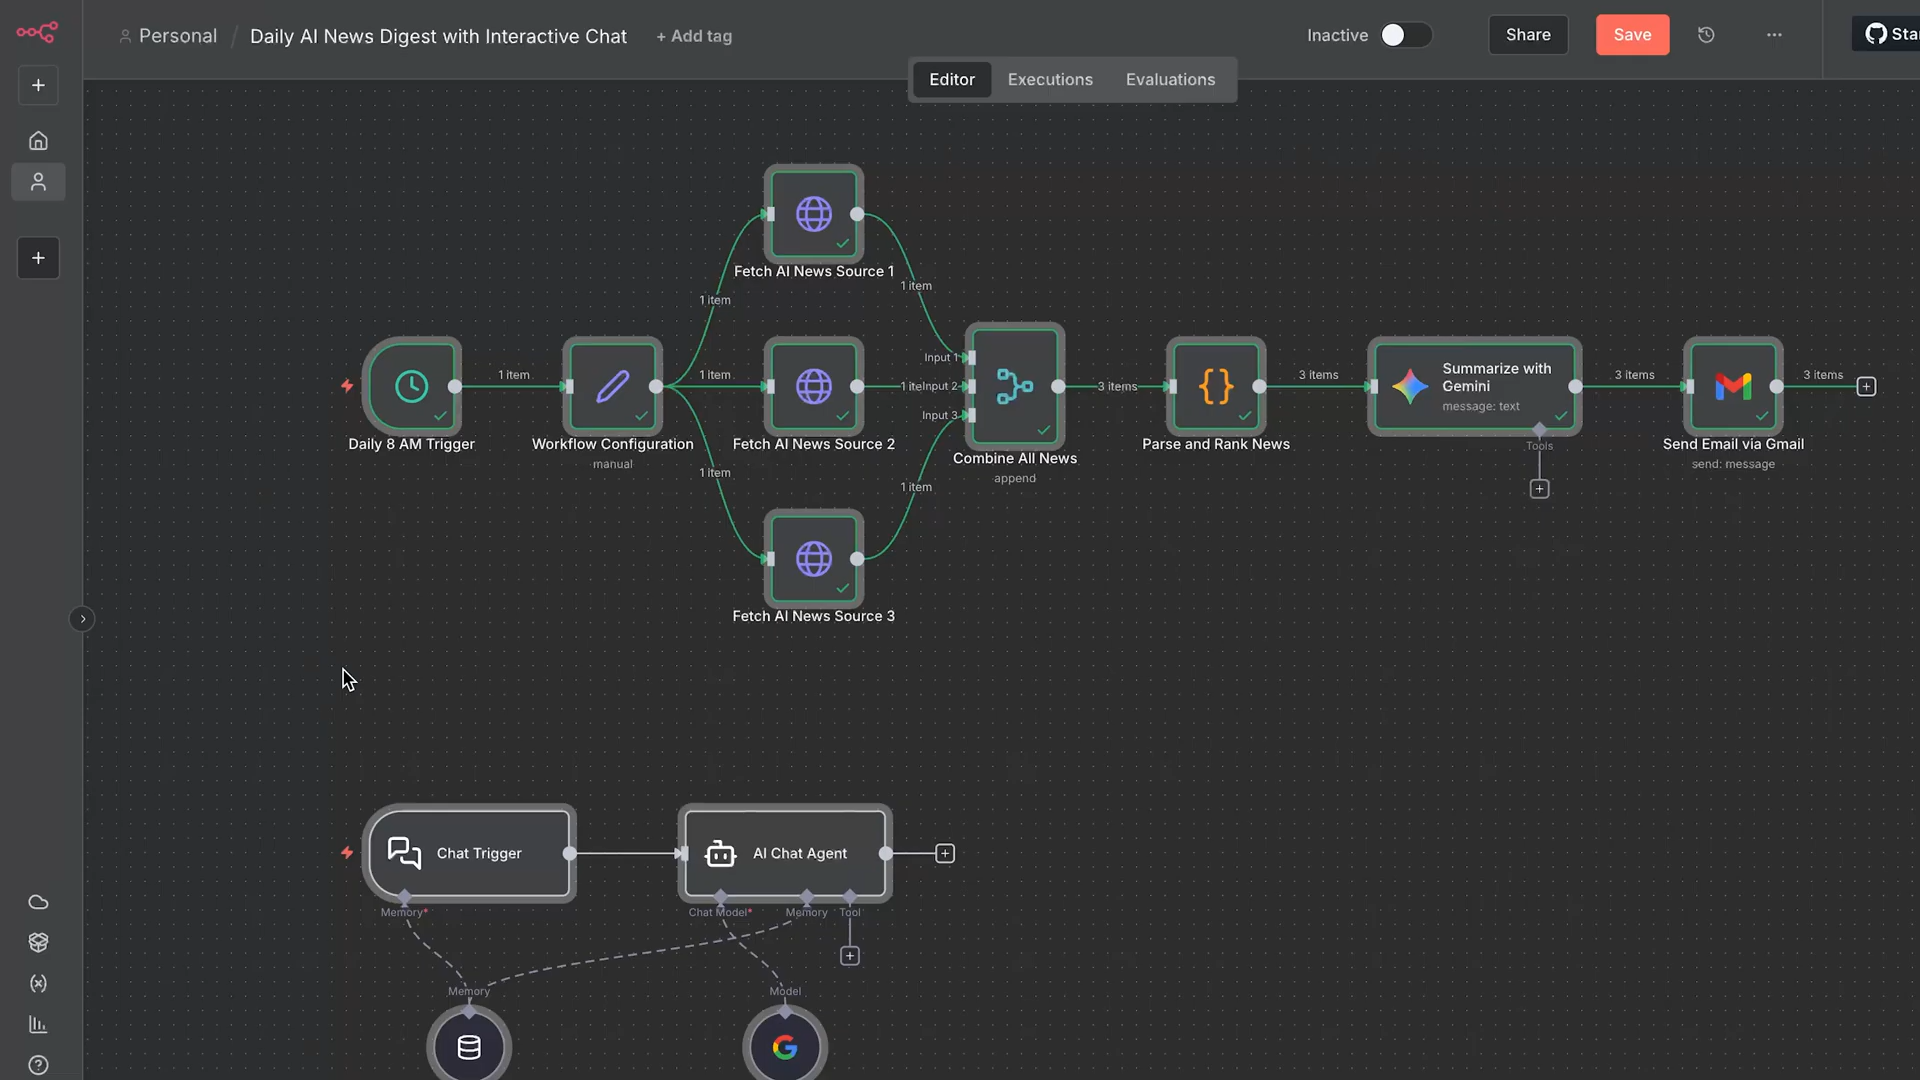 Personal / Daily AI News Digest with Interactive Chat + Add tag
Inactive
Share
Save
Editor Executions Evaluations
Fetch AI News Source 1
1 item
1 item
Daily 8 AM Trigger
1 item
Workflow Configuration
manual
1 item
Fetch AI News Source 2
1 ite
Input 1
Input 2
Input 3
Combine All News
append
3 items
Parse and Rank News
3 items
Summarize with
Gemini
message: text
Tools
3 items
Send Email via Gmail
send: message
3 items
1 item
1 item
Fetch AI News Source 3
Chat Trigger
Memory*
AI Chat Agent
Chat Model*
Memory
Tool
Memory
Model